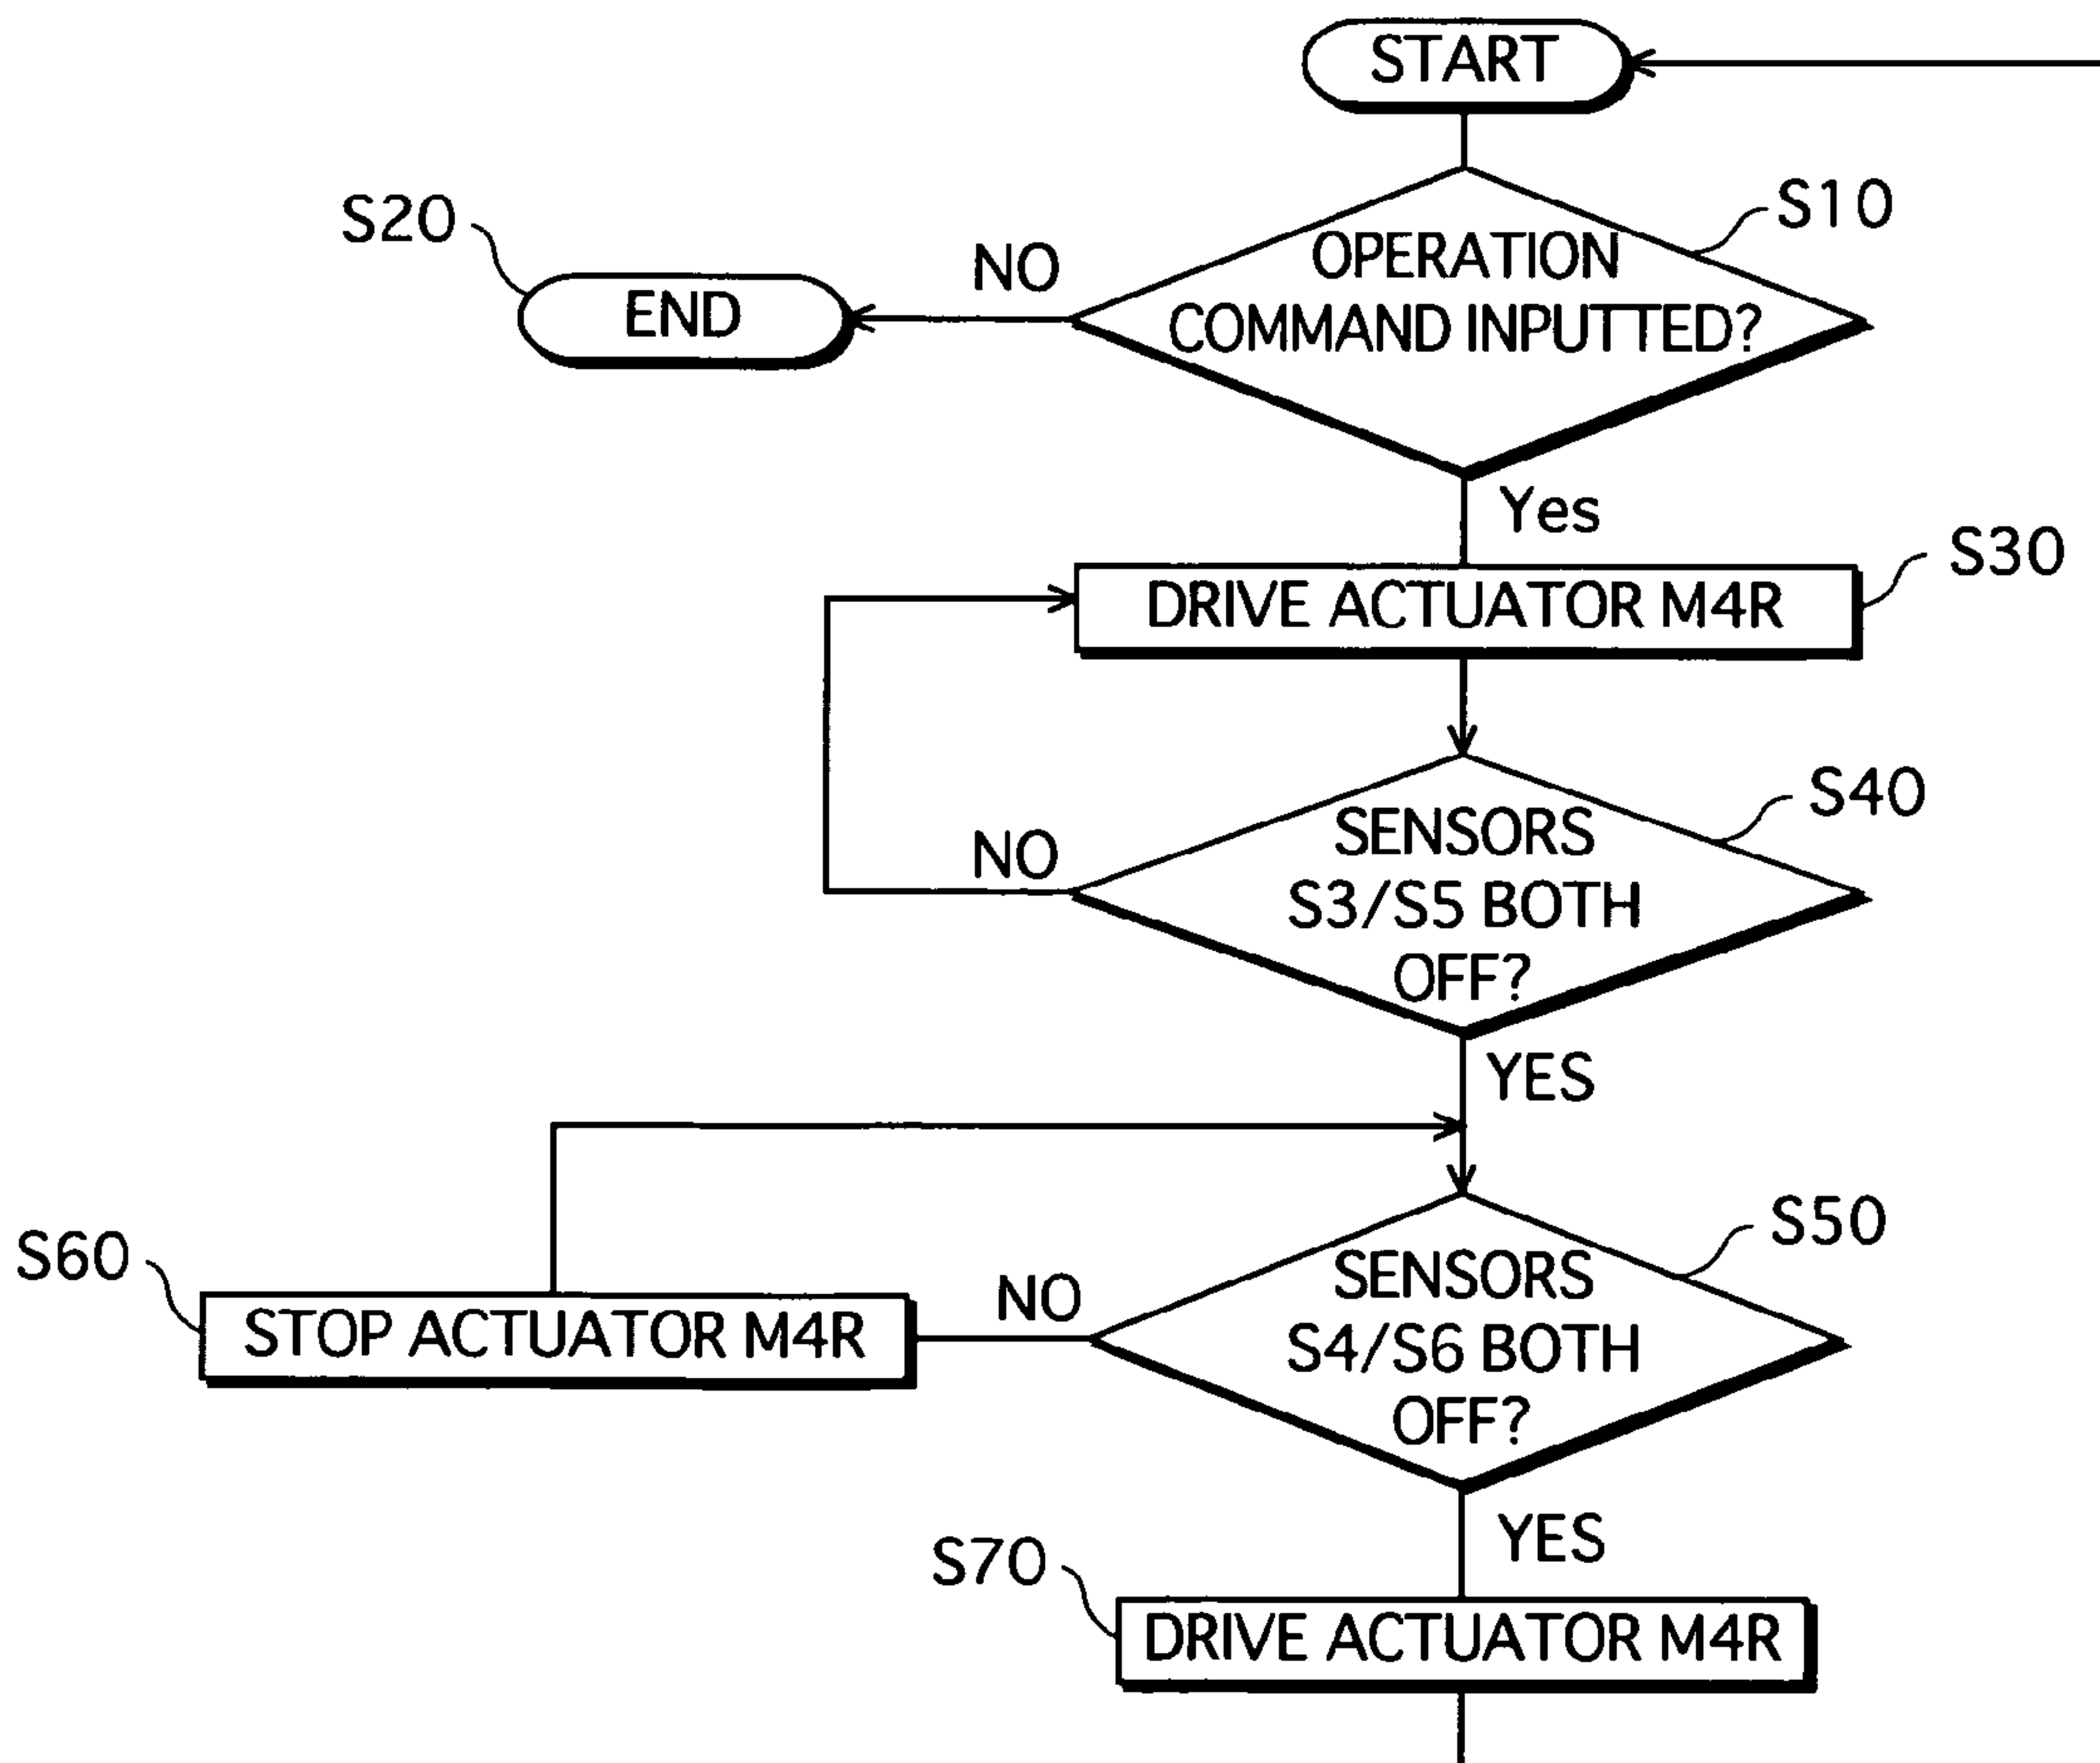 START
S10
OPERATION
COMMAND INPUTTED?
S20
NO
END
Yes
S30
DRIVE ACTUATOR M4R
S40
SENSORS
S3/S5 BOTH
OFF?
NO
YES
S50
SENSORS
S4/S6 BOTH
OFF?
NO
S60
STOP ACTUATOR M4R
YES
S70
DRIVE ACTUATOR M4R